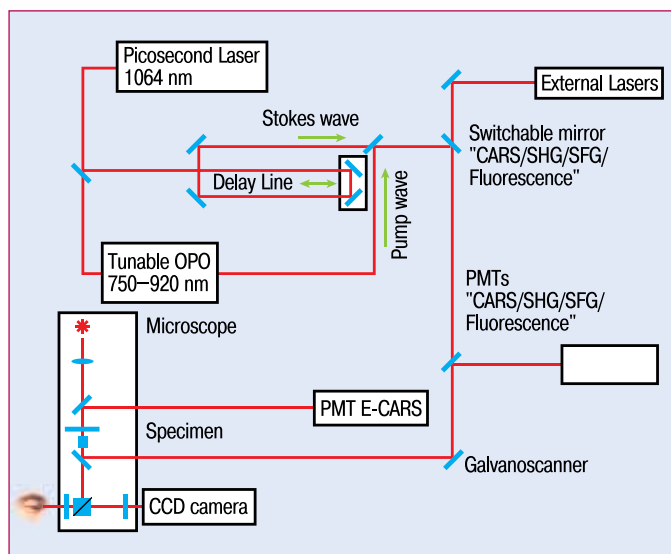 Picosecond Laser
1064 nm
External Lasers
Stokes wave
Switchable mirror
"CARS/SHG/SFG/
Fluorescence"
Delay Line
Pump wave
Tunable OPO
750–920 nm
PMTs
"CARS/SHG/SFG/
Fluorescence"
Microscope
PMT E-CARS
Specimen
Galvanoscanner
CCD camera